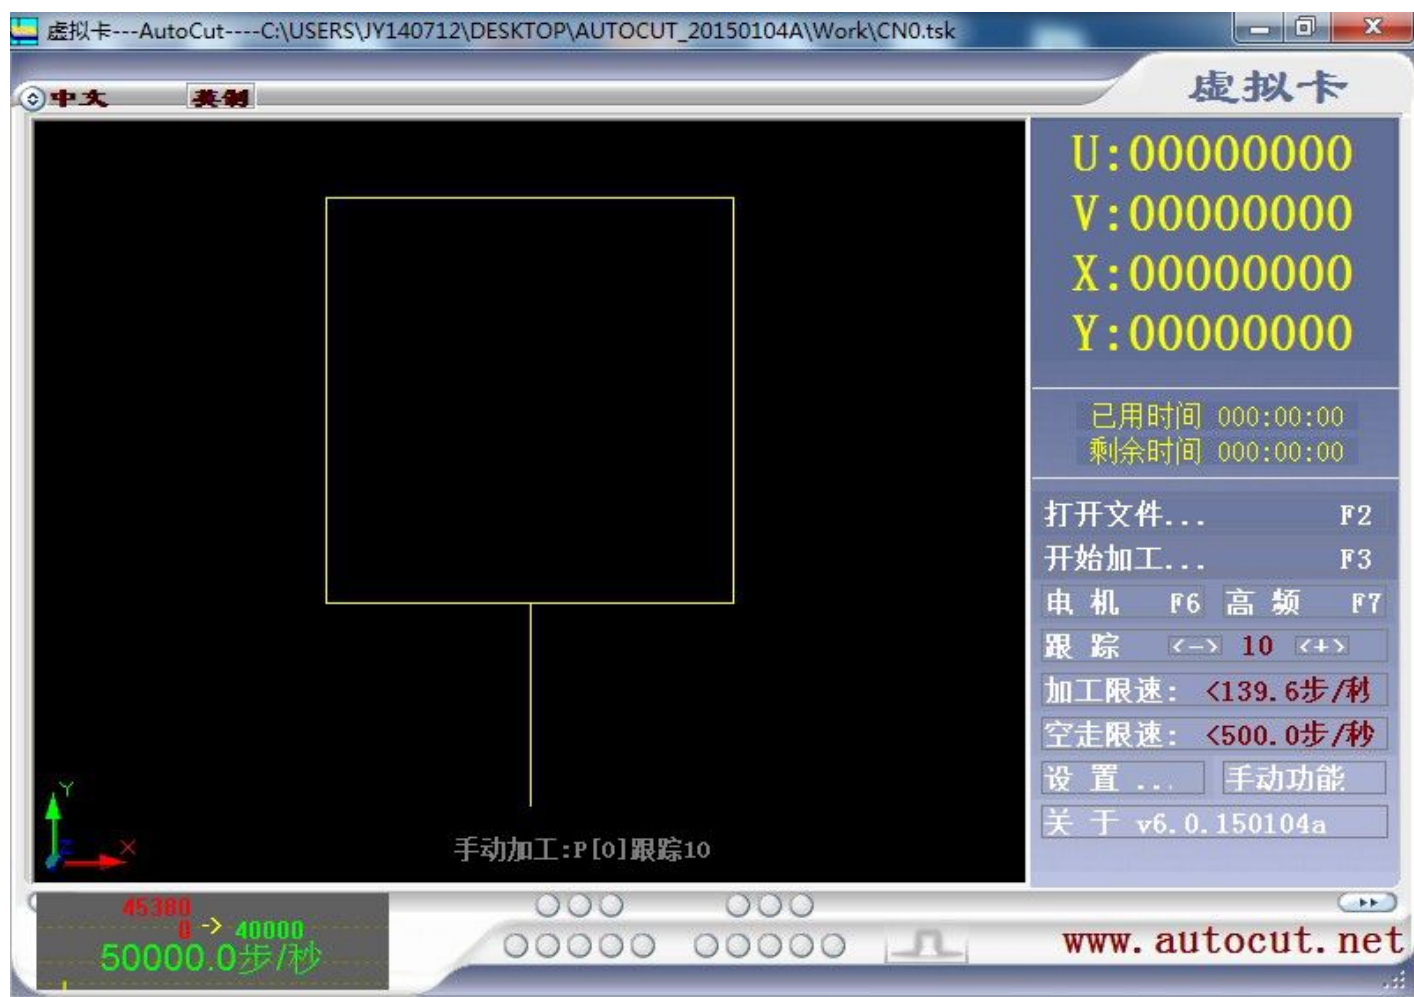 虚拟卡---AutoCut----C:\USERS\JY140712\DESKTOP\AUTOCUT_20150104A\Work\CN0.tsk
中文 英制
虚拟卡
U:00000000
V:00000000
X:00000000
Y:00000000
已用时间 000:00:00
剩余时间 000:00:00
打开文件... F2
开始加工... F3
电 机 F6 高 频 F7
跟 踪 <-> 10 <+>
加工限速: <139.6步/秒
空走限速: <500.0步/秒
设 置 ... 手动功能
关 于 v6.0.150104a
Y
Z X
手动加工:P[0]跟踪10
45380
0 -> 40000
50000.0步/秒
www.autocut.net